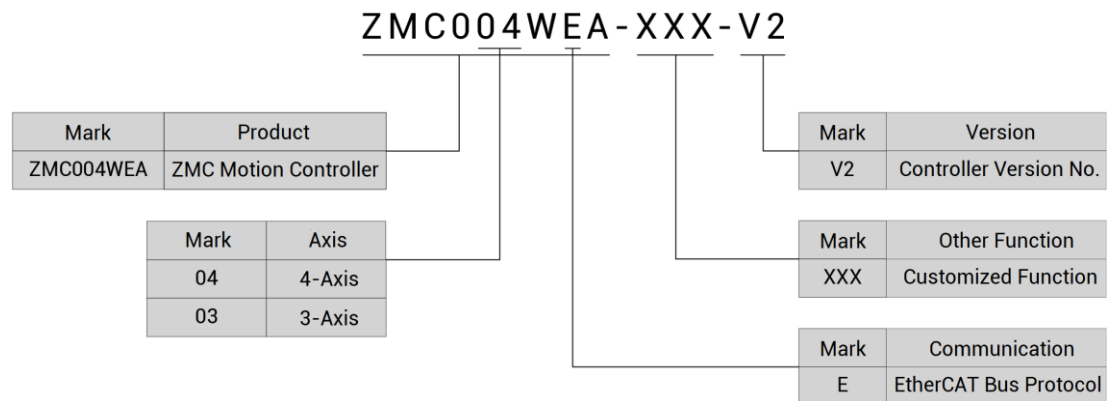 ZMC004WEA-XXX-V2
Mark Product
ZMC004WEA ZMC Motion Controller
Mark Axis
04 4-Axis
03 3-Axis
Mark Version
V2 Controller Version No.
Mark Other Function
XXX Customized Function
Mark Communication
E EtherCAT Bus Protocol